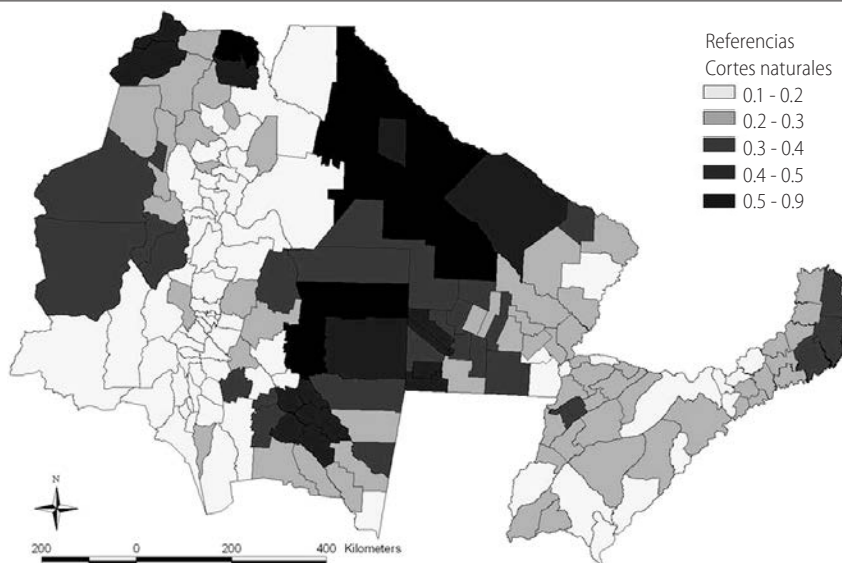 Referencias
Cortes naturales
0.1 - 0.2
0.2 - 0.3
0.3 - 0.4
0.4 - 0.5
0.5 - 0.9
N
200 0 200 400 Kilometers